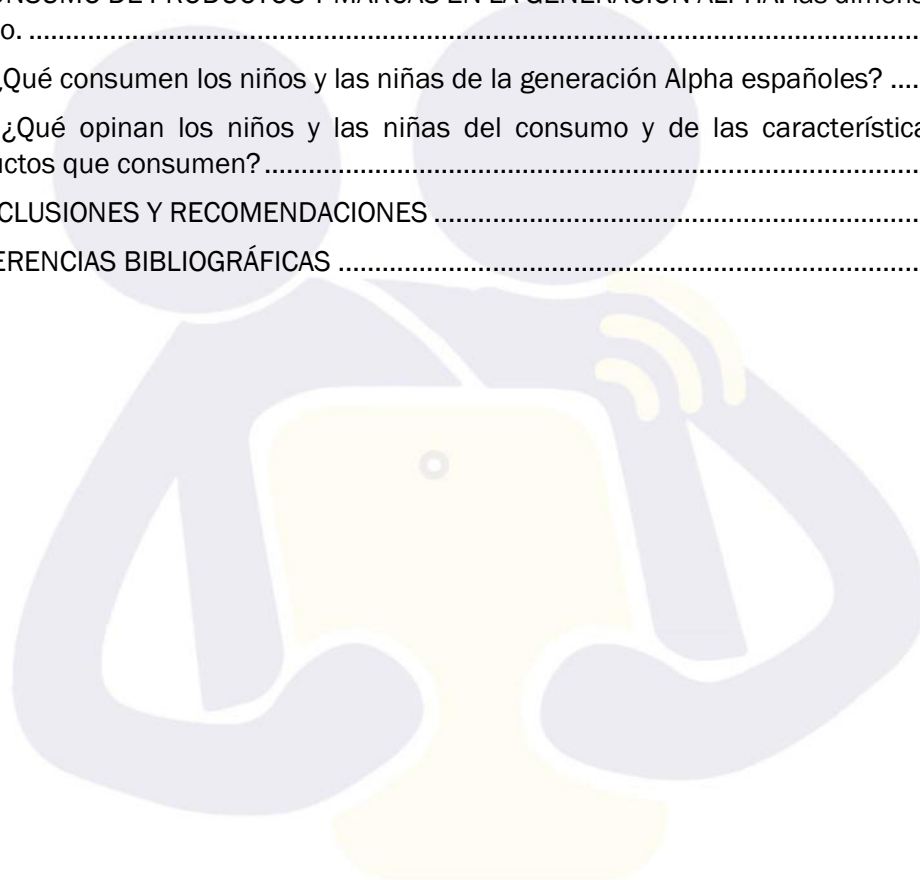 CONSUMO DE PRODUCTOS Y MARCAS EN LA GENERACIÓN ALPHA: las dimens
o. ........................................................................................................................
¿Qué consumen los niños y las niñas de la generación Alpha españoles? ....
¿Qué opinan los niños y las niñas del consumo y de las característica
uctos que consumen? ..............................................................................................
CLUSIONES Y RECOMENDACIONES ..................................................................
ERENCIAS BIBLIOGRÁFICAS ................................................................................